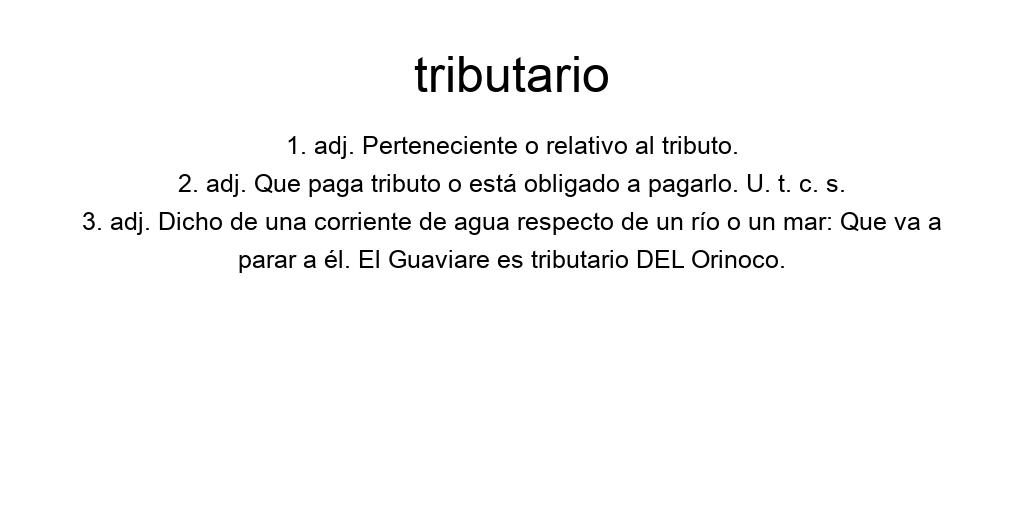 tributario
1. adj. Perteneciente o relativo al tributo.
2. adj. Que paga tributo o está obligado a pagarlo. U. t. c. s.
3. adj. Dicho de una corriente de agua respecto de un río o un mar: Que va a
parar a él. El Guaviare es tributario DEL Orinoco.